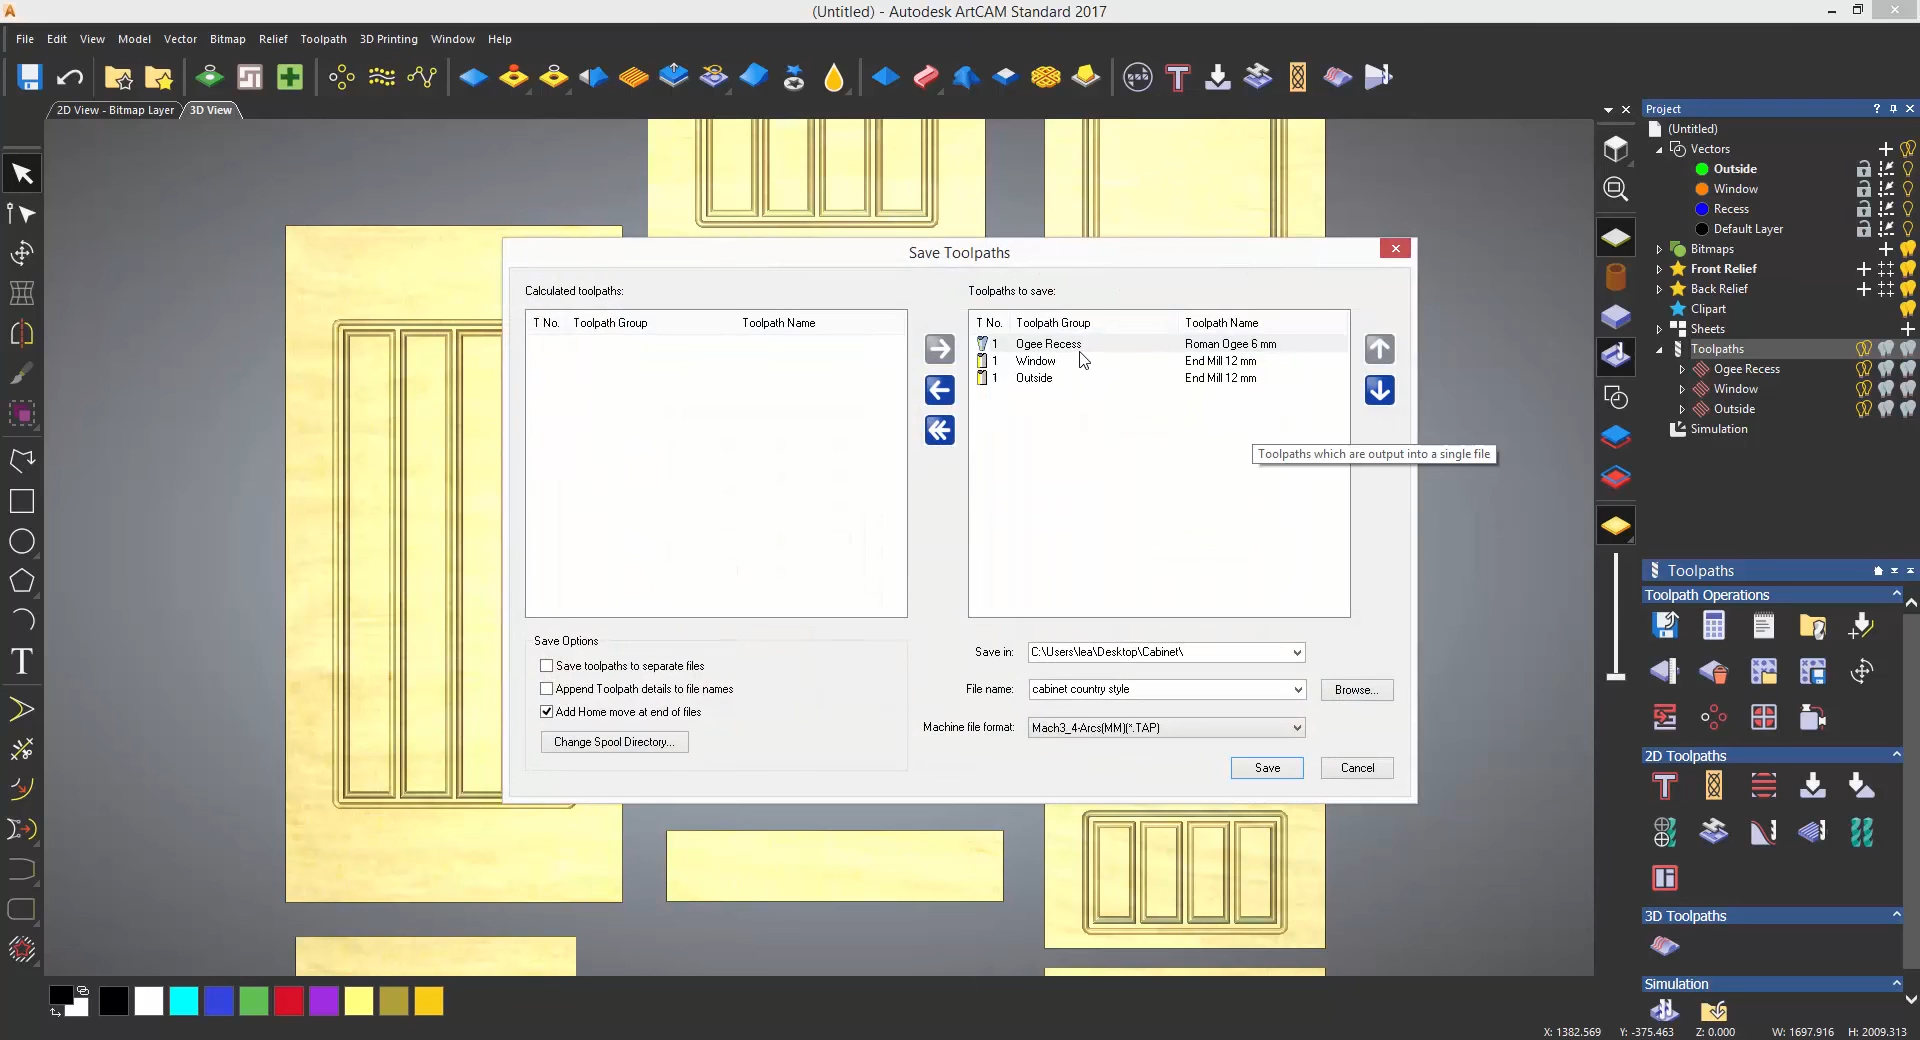 (Untitled) - Autodesk ArtCAM Standard 2017
File Edit View Model Vector Bitmap Relief Toolpath 3D Printing Window Help
2D View - Bitmap Layer 3D View
Project
(Untitled)
Vectors
Outside
Window
Recess
Default Layer
Bitmaps
Front Relief
Back Relief
Clipart
Sheets
Toolpaths
Ogee Recess
Window
Outside
Simulation
Save Toolpaths
Calculated toolpaths:
T No. Toolpath Group Toolpath Name
Toolpaths to save:
T No. Toolpath Group Toolpath Name
1 Ogee Recess Roman Ogee 6 mm
1 Window End Mill 12 mm
1 Outside End Mill 12 mm
Toolpaths which are output into a single file
Save Options
Save toolpaths to separate files
Append Toolpath details to file names
Add Home move at end of files
Change Spool Directory...
Save in: C:\Users\lea\Desktop\Cabinet\
File name: cabinet country style
Browse...
Machine file format: Mach3_4-Arcs(MM)(*.TAP)
Save Cancel
Toolpaths
Toolpath Operations
2D Toolpaths
3D Toolpaths
Simulation
X: 1382.569 Y: -375.463 Z: 0.000 W: 1697.916 H: 2009.313